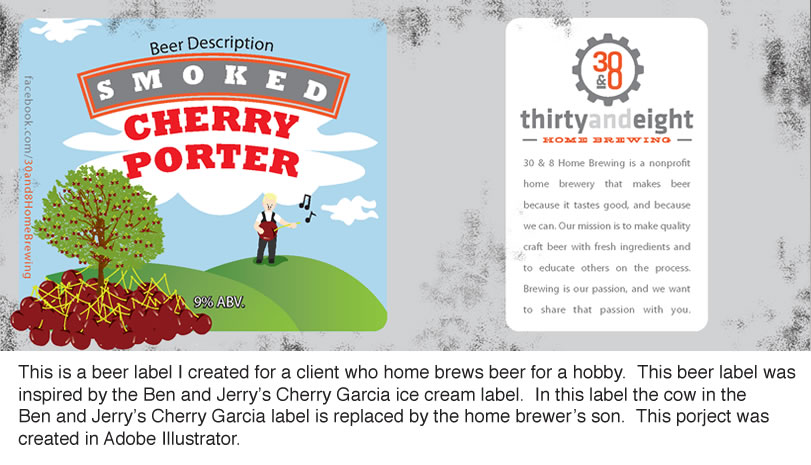 Beer Description
SMOKED
CHERRY
PORTER
facebook.com/30and8HomeBrewing
9% ABV.
30
&
8
thirtyandeight
HOME BREWING
30 & 8 Home Brewing is a nonprofit
home brewery that makes beer
because it tastes good, and because
we can. Our mission is to make quality
craft beer with fresh ingredients and
to educate others on the process.
Brewing is our passion, and we want
to share that passion with you.
This is a beer label I created for a client who home brews beer for a hobby.  This beer label was
inspired by the Ben and Jerry’s Cherry Garcia ice cream label.  In this label the cow in the
Ben and Jerry’s Cherry Garcia label is replaced by the home brewer’s son.  This porject was
created in Adobe Illustrator.